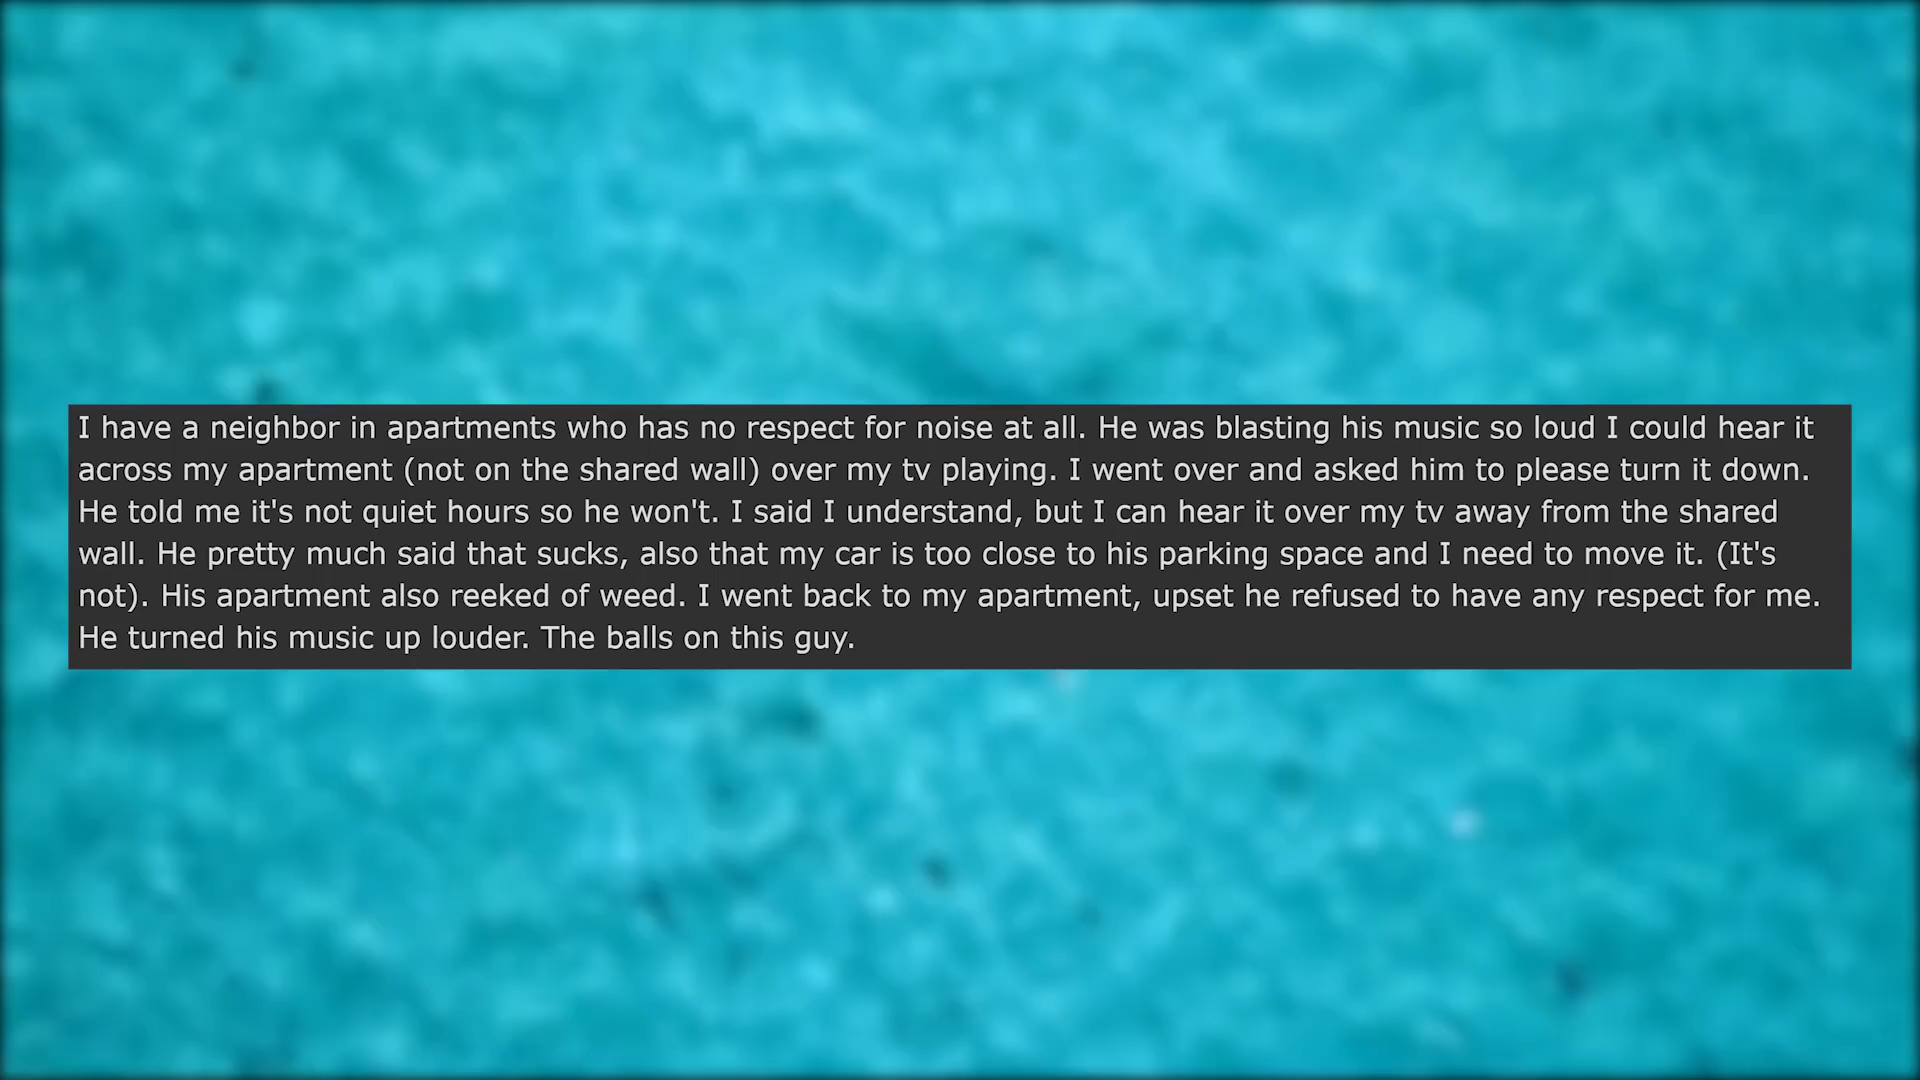 I have a neighbor in apartments who has no respect for noise at all. He was blasting his music so loud I could hear it
across my apartment (not on the shared wall) over my tv playing. I went over and asked him to please turn it down.
He told me it's not quiet hours so he won't. I said I understand, but I can hear it over my tv away from the shared
wall. He pretty much said that sucks, also that my car is too close to his parking space and I need to move it. (It's
not). His apartment also reeked of weed. I went back to my apartment, upset he refused to have any respect for me.
He turned his music up louder. The balls on this guy.